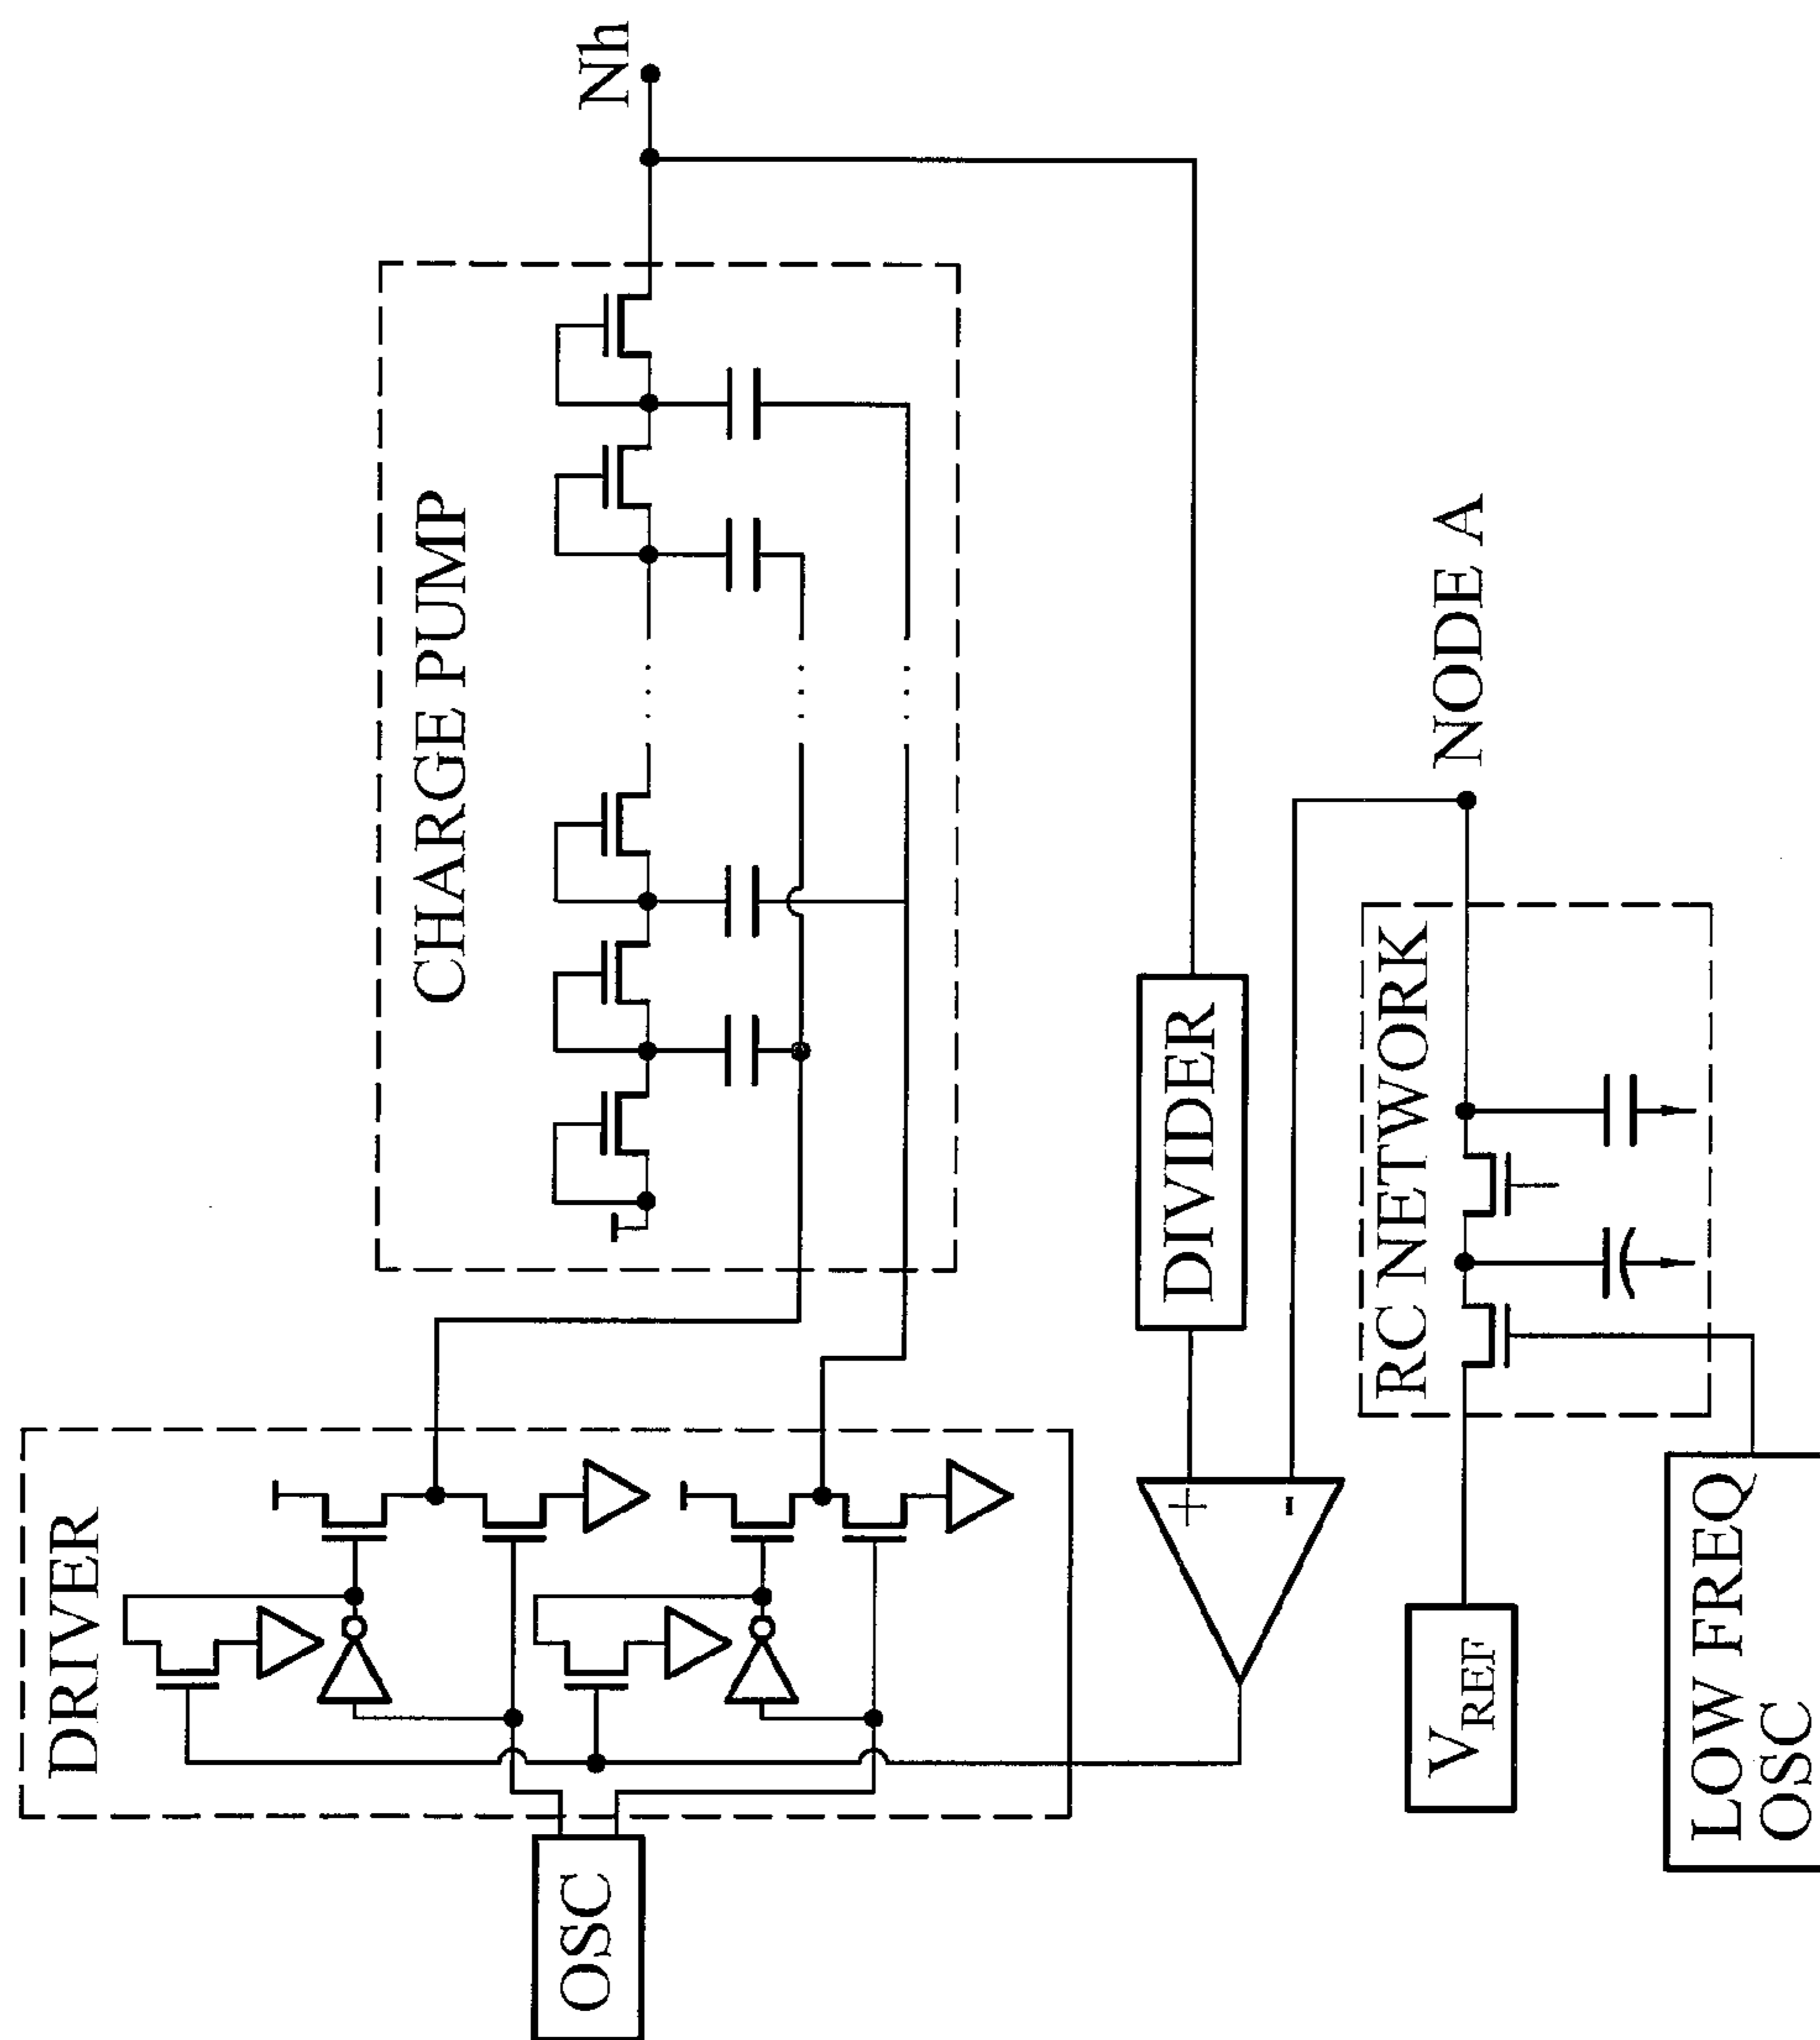 DRIVER
OSC
CHARGE PUMP
Nh
DIVIDER
+
-
RC NETWORK
NODE A
VREF
LOW FREQ
OSC